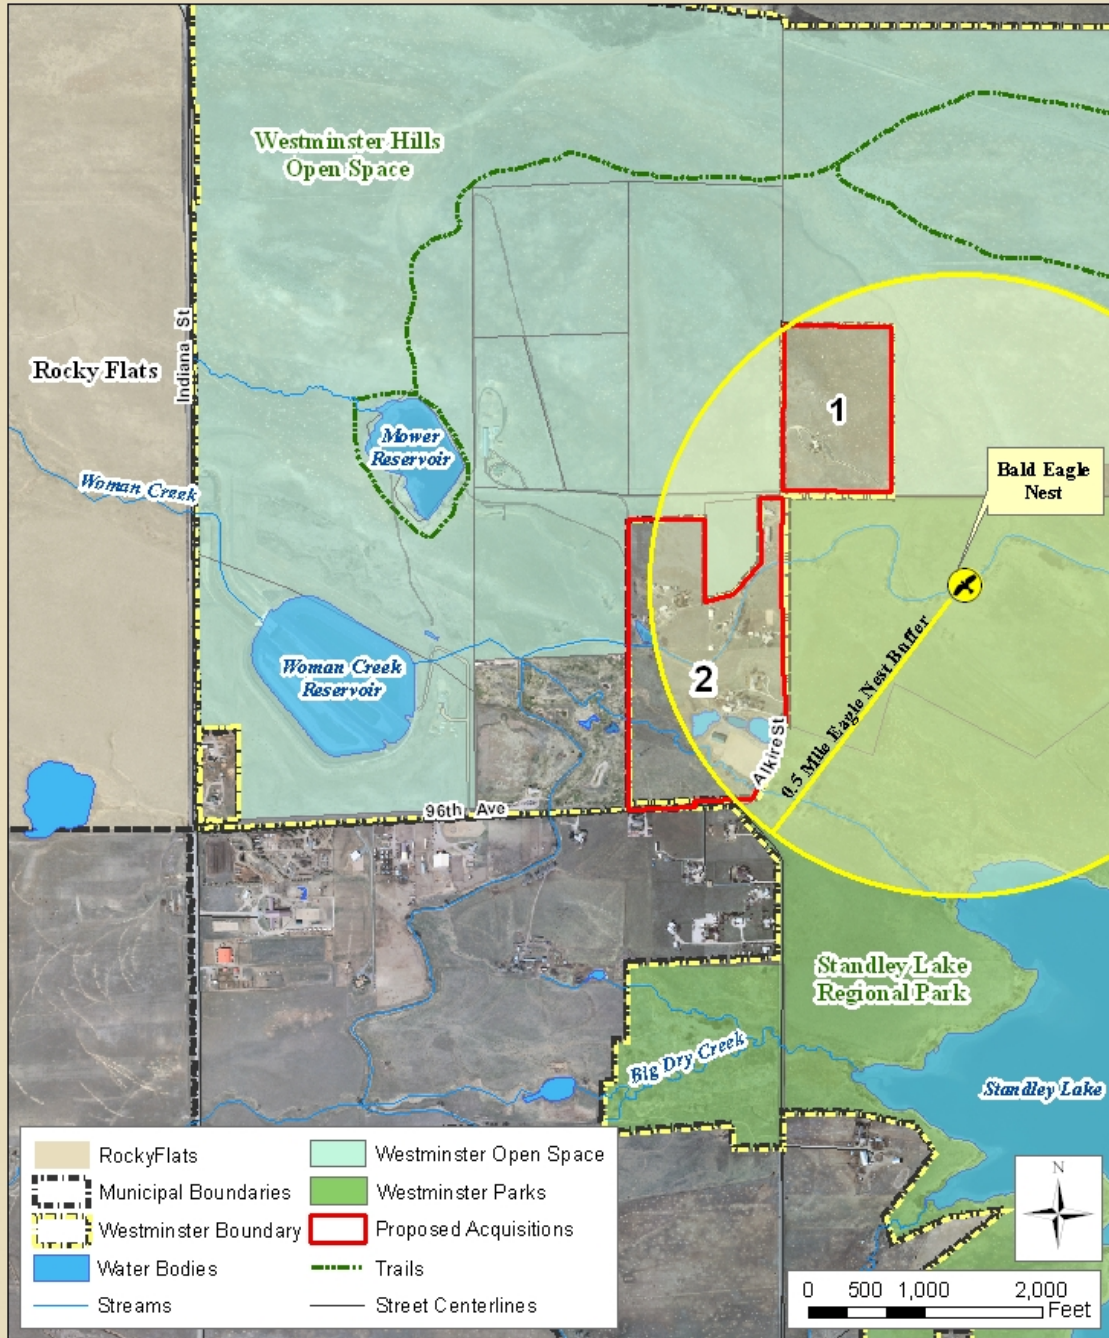 Westminster Hills
Open Space
Indiana St
Rocky Flats
1
Mower
Reservoir
Bald Eagle
Nest
Woman Creek
0.5 Mile Eagle Nest Buffer
Woman Creek
Reservoir
2
Alkire St
96th Ave
Standley Lake
Regional Park
Big Dry Creek
Standley Lake
RockyFlats
Municipal Boundaries
Westminster Boundary
Water Bodies
Streams
Westminster Open Space
Westminster Parks
Proposed Acquisitions
Trails
Street Centerlines
N
0 500 1,000 2,000
Feet